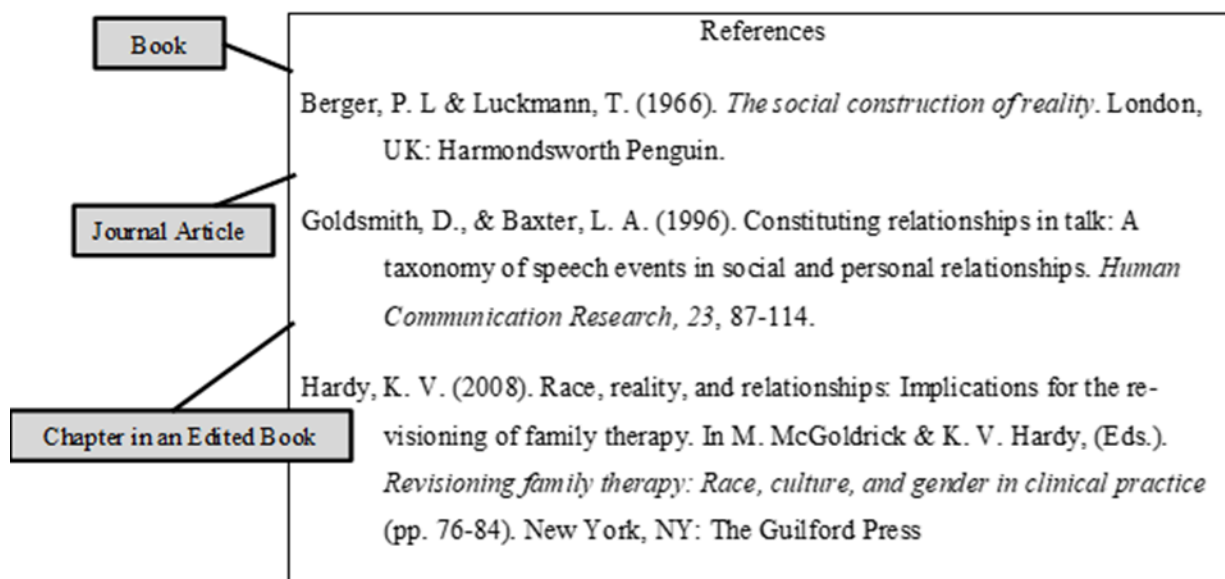 References
Book
Berger, P. L & Luckmann, T. (1966). The social construction of reality. London,
UK: Harmondsworth Penguin.
Journal Article
Goldsmith, D., & Baxter, L. A. (1996). Constituting relationships in talk: A
taxonomy of speech events in social and personal relationships. Human
Communication Research, 23, 87-114.
Hardy, K. V. (2008). Race, reality, and relationships: Implications for the re-
Chapter in an Edited Book
visioning of family therapy. In M. McGoldrick & K. V. Hardy, (Eds.).
Revisioning family therapy: Race, culture, and gender in clinical practice
(pp. 76-84). New York, NY: The Guilford Press